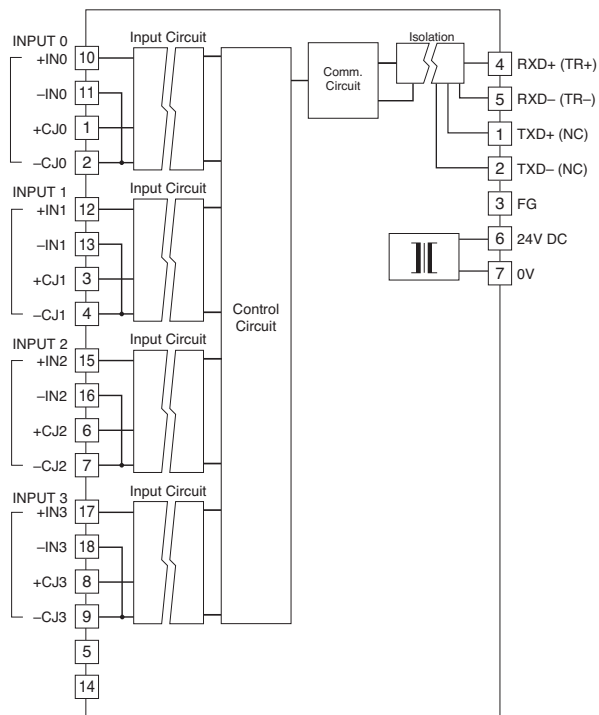 INPUT 0
Input Circuit
+IN0 10
–IN0 11
+CJ0 1
–CJ0 2
INPUT 1
Input Circuit
+IN1 12
–IN1 13
+CJ1 3
–CJ1 4
INPUT 2
Input Circuit
+IN2 15
–IN2 16
+CJ2 6
–CJ2 7
INPUT 3
Input Circuit
+IN3 17
–IN3 18
+CJ3 8
–CJ3 9
5
14
Control
Circuit
Comm.
Circuit
Isolation
4 RXD+ (TR+)
5 RXD– (TR–)
1 TXD+ (NC)
2 TXD– (NC)
3 FG
6 24V DC
7 0V